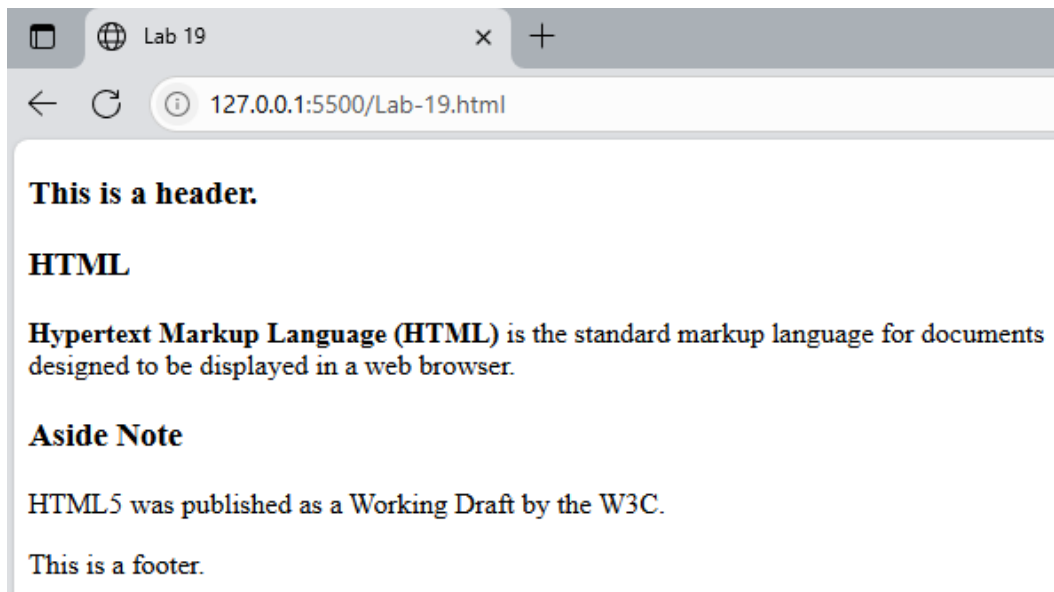 Lab 19
127.0.0.1:5500/Lab-19.html
This is a header.
HTML
Hypertext Markup Language (HTML) is the standard markup language for documents
designed to be displayed in a web browser.
Aside Note
HTML5 was published as a Working Draft by the W3C.
This is a footer.